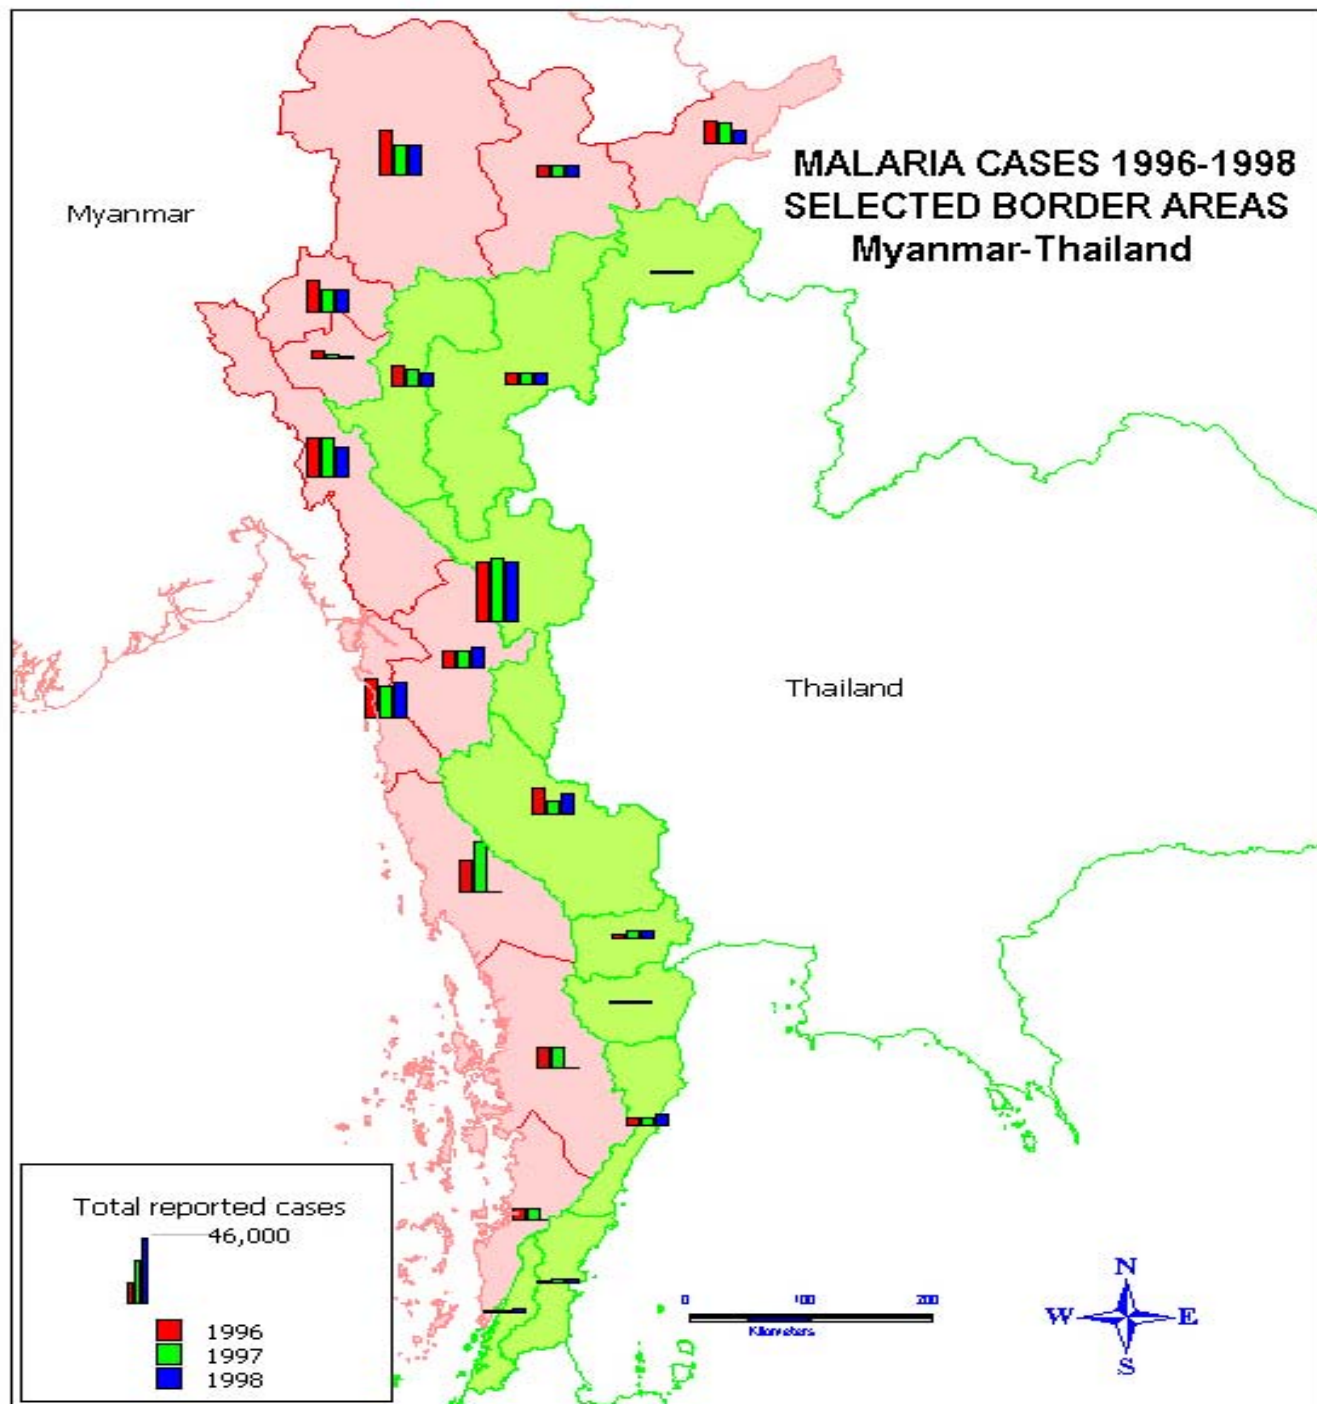 MALARIA CASES 1996-1998
SELECTED BORDER AREAS
Myanmar-Thailand
Myanmar
Thailand
Total reported cases
46,000
1996
1997
1998
0 100 200
Kilometers
N
W E
S